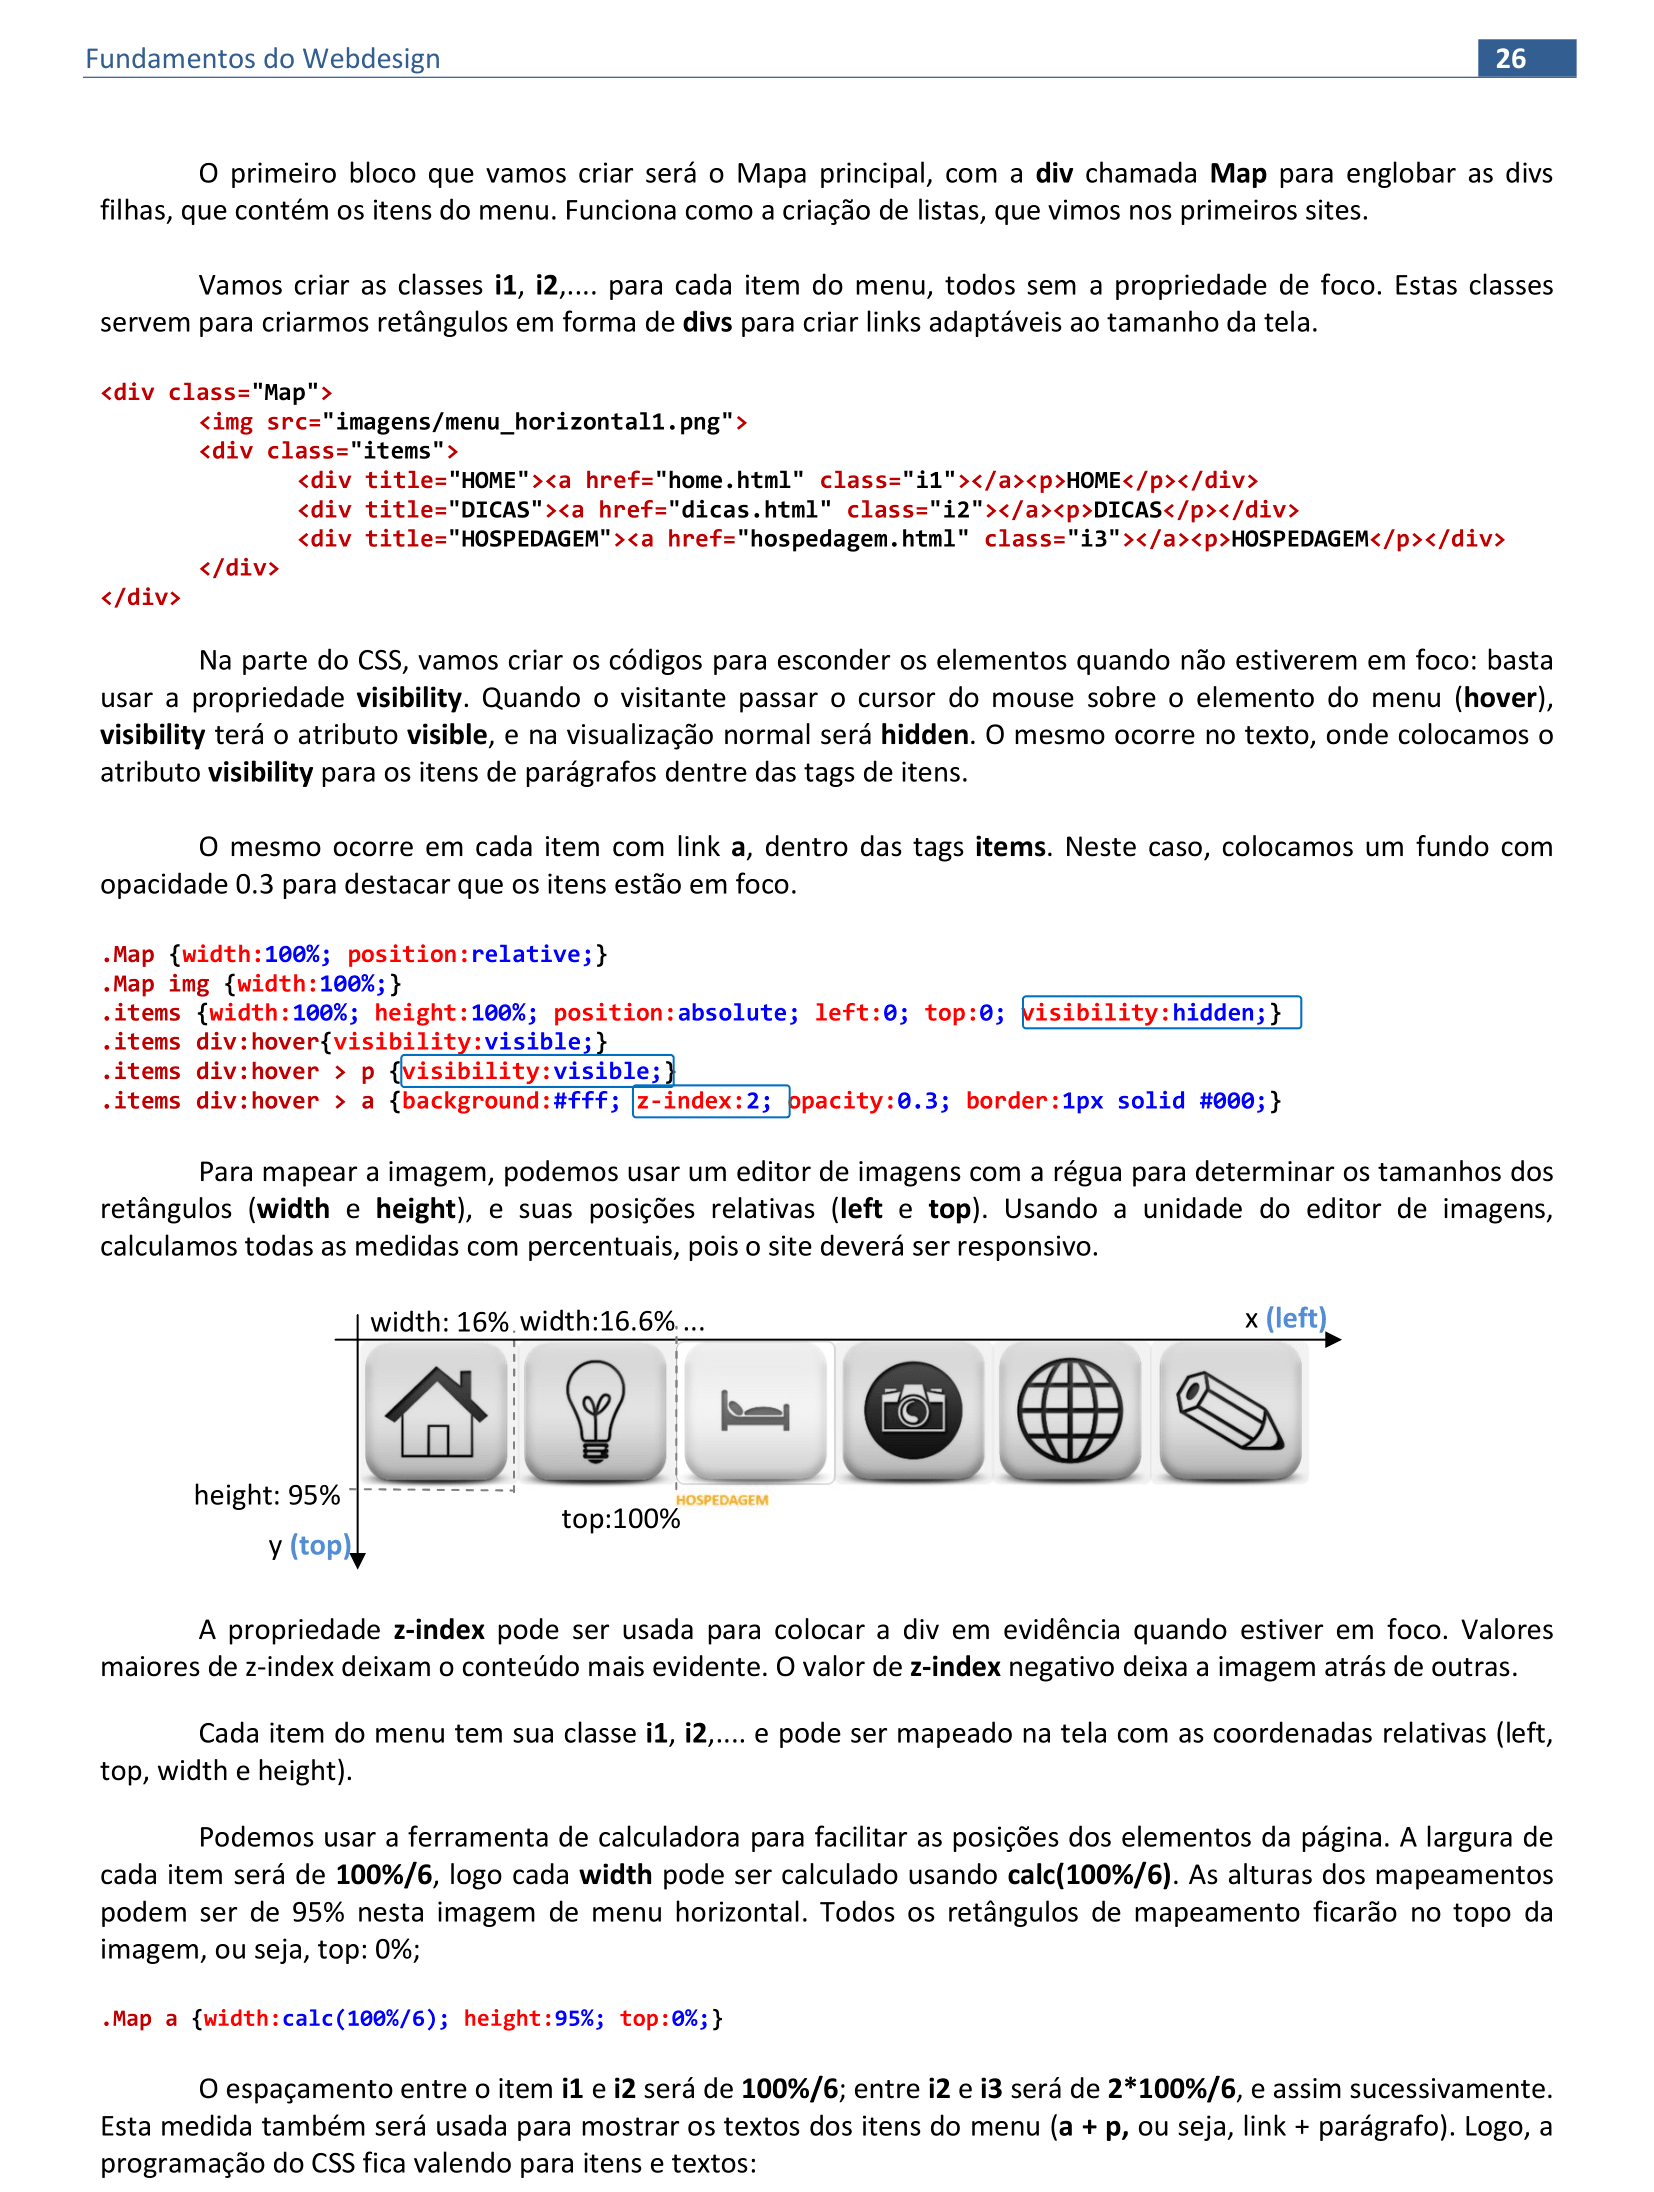 Fundamentos do Webdesign 26
O primeiro bloco que vamos criar será o Mapa principal, com a div chamada Map para englobar as divs
filhas, que contém os itens do menu. Funciona como a criação de listas, que vimos nos primeiros sites.
Vamos criar as classes i1, i2,.... para cada item do menu, todos sem a propriedade de foco. Estas classes
servem para criarmos retângulos em forma de divs para criar links adaptáveis ao tamanho da tela.
<div class="Map">
<img src="imagens/menu_horizontal1.png">
<div class="items">
<div title="HOME"><a href="home.html" class="i1"></a><p>HOME</p></div>
<div title="DICAS"><a href="dicas.html" class="i2"></a><p>DICAS</p></div>
<div title="HOSPEDAGEM"><a href="hospedagem.html" class="i3"></a><p>HOSPEDAGEM</p></div>
</div>
</div>
Na parte do CSS, vamos criar os códigos para esconder os elementos quando não estiverem em foco: basta
usar a propriedade visibility. Quando o visitante passar o cursor do mouse sobre o elemento do menu (hover),
visibility terá o atributo visible, e na visualização normal será hidden. O mesmo ocorre no texto, onde colocamos o
atributo visibility para os itens de parágrafos dentre das tags de itens.
O mesmo ocorre em cada item com link a, dentro das tags items. Neste caso, colocamos um fundo com
opacidade 0.3 para destacar que os itens estão em foco.
.Map {width:100%; position:relative;}
.Map img {width:100%;}
.items {width:100%; height:100%; position:absolute; left:0; top:0; visibility:hidden;}
.items div:hover{visibility:visible;}
.items div:hover > p {visibility:visible;}
.items div:hover > a {background:#fff; z-index:2; opacity:0.3; border:1px solid #000;}
Para mapear a imagem, podemos usar um editor de imagens com a régua para determinar os tamanhos dos
retângulos (width e height), e suas posições relativas (left e top). Usando a unidade do editor de imagens,
calculamos todas as medidas com percentuais, pois o site deverá ser responsivo.
width: 16% width:16.6% ... x (left)
height: 95%
HOSPEDAGEM
top:100%
y (top)
A propriedade z-index pode ser usada para colocar a div em evidência quando estiver em foco. Valores
maiores de z-index deixam o conteúdo mais evidente. O valor de z-index negativo deixa a imagem atrás de outras.
Cada item do menu tem sua classe i1, i2,.... e pode ser mapeado na tela com as coordenadas relativas (left,
top, width e height).
Podemos usar a ferramenta de calculadora para facilitar as posições dos elementos da página. A largura de
cada item será de 100%/6, logo cada width pode ser calculado usando calc(100%/6). As alturas dos mapeamentos
podem ser de 95% nesta imagem de menu horizontal. Todos os retângulos de mapeamento ficarão no topo da
imagem, ou seja, top: 0%;
.Map a {width:calc(100%/6); height:95%; top:0%;}
O espaçamento entre o item i1 e i2 será de 100%/6; entre i2 e i3 será de 2*100%/6, e assim sucessivamente.
Esta medida também será usada para mostrar os textos dos itens do menu (a + p, ou seja, link + parágrafo). Logo, a
programação do CSS fica valendo para itens e textos: